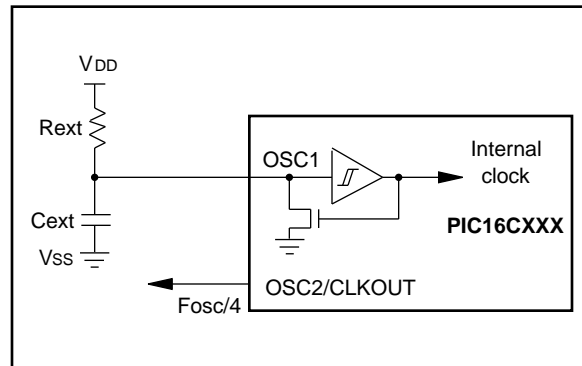 VDD
Rext
Cext
VSS
OSC1
Internal
clock
PIC16CXXX
OSC2/CLKOUT
Fosc/4